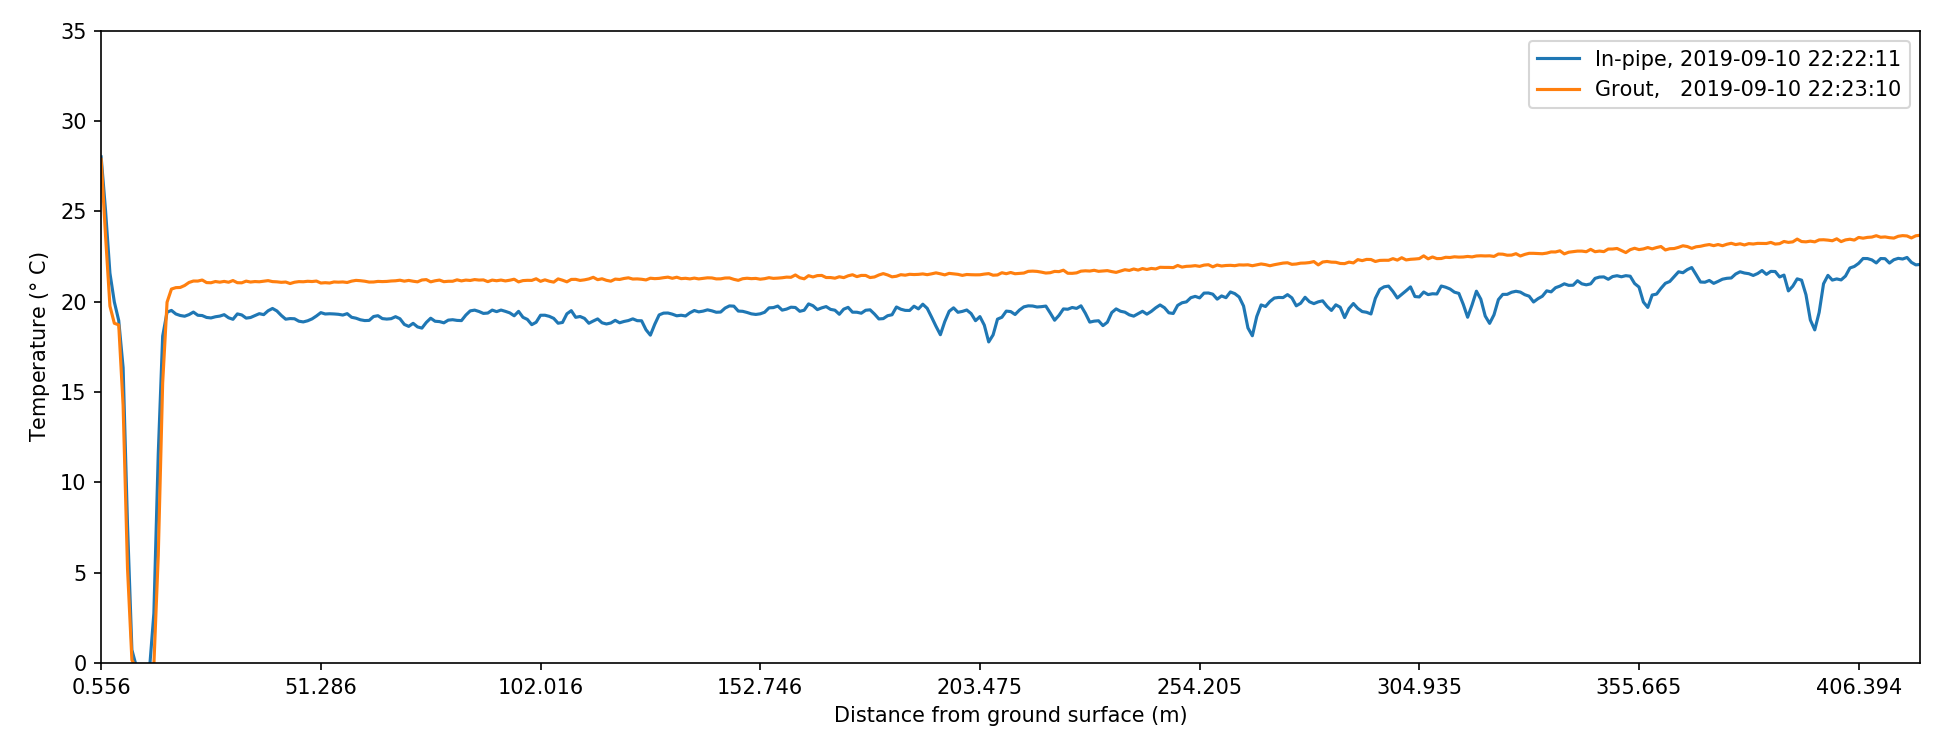 35
30
25
20
15
10
5
0
Temperature (° C)
In-pipe, 2019-09-10 22:22:11
Grout,   2019-09-10 22:23:10
0.556 51.286 102.016 152.746 203.475 254.205 304.935 355.665 406.394
Distance from ground surface (m)